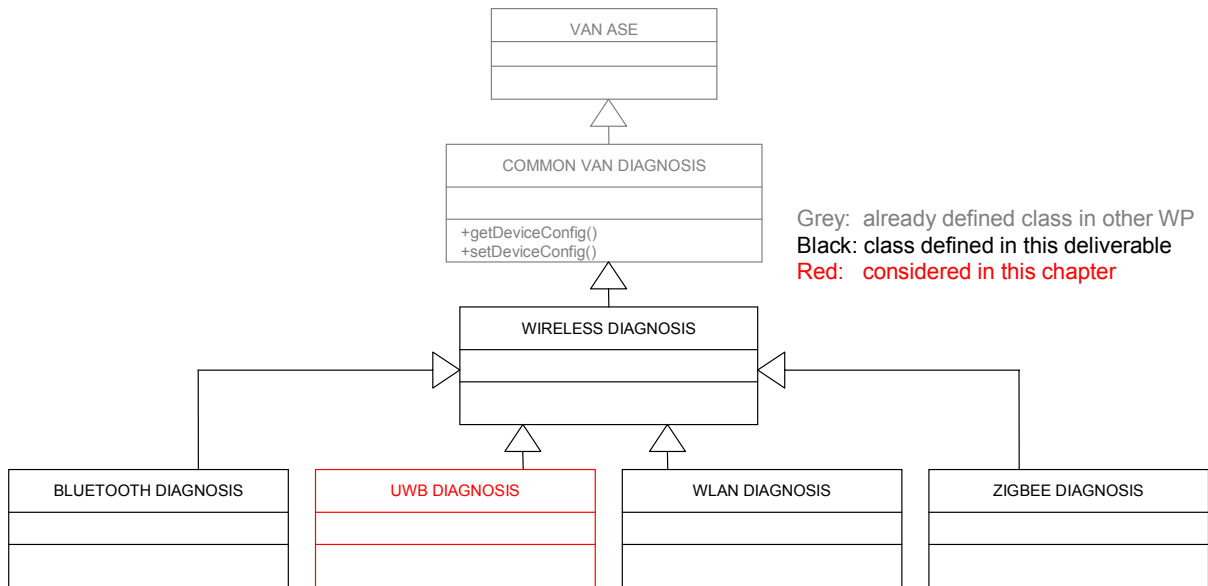 VAN ASE
COMMON VAN DIAGNOSIS
+getDeviceConfig()
+setDeviceConfig()
Grey: already defined class in other WP
Black: class defined in this deliverable
Red: considered in this chapter
WIRELESS DIAGNOSIS
BLUETOOTH DIAGNOSIS
UWB DIAGNOSIS
WLAN DIAGNOSIS
ZIGBEE DIAGNOSIS